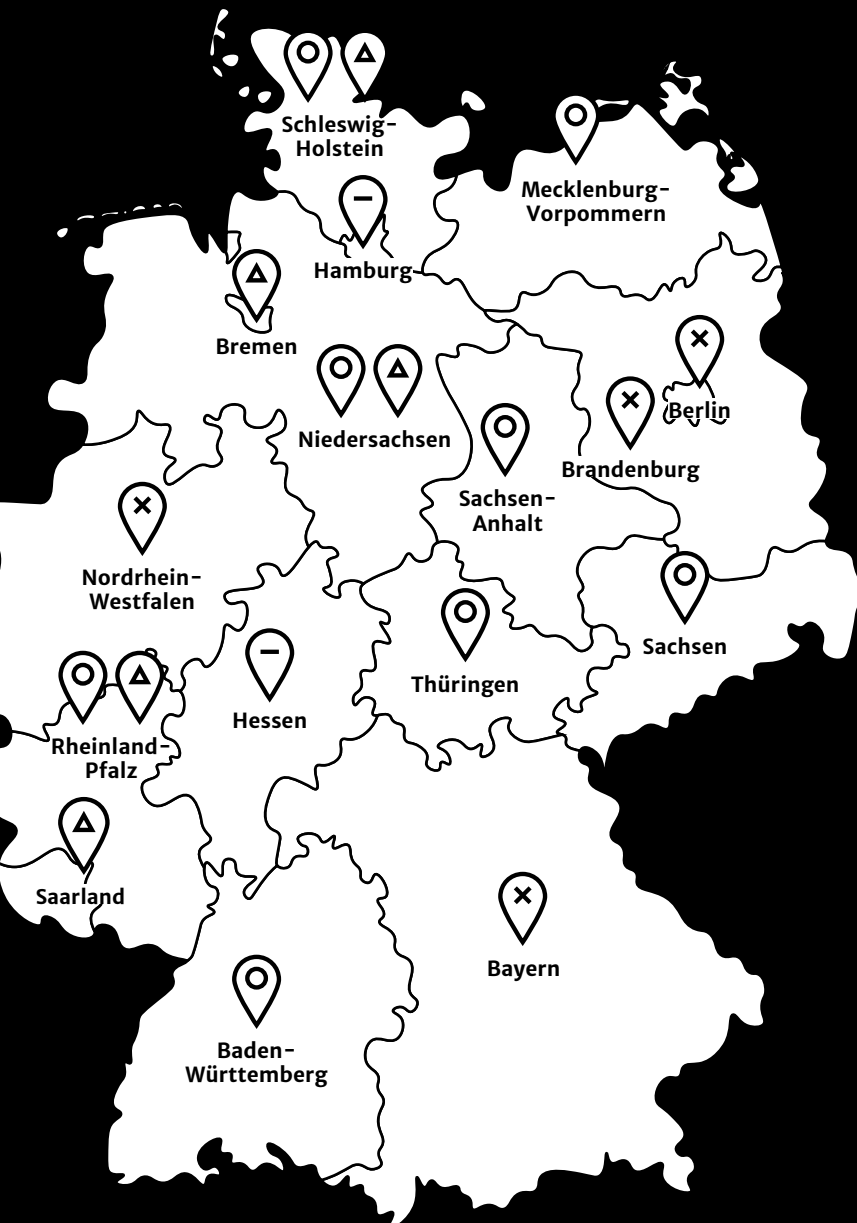 Schleswig-
Holstein
Mecklenburg-
Vorpommern
Hamburg
Bremen
Niedersachsen
Berlin
Brandenburg
Sachsen-
Anhalt
Nordrhein-
Westfalen
Sachsen
Thüringen
Hessen
Rheinland-
Pfalz
Saarland
Bayern
Baden-
Württemberg